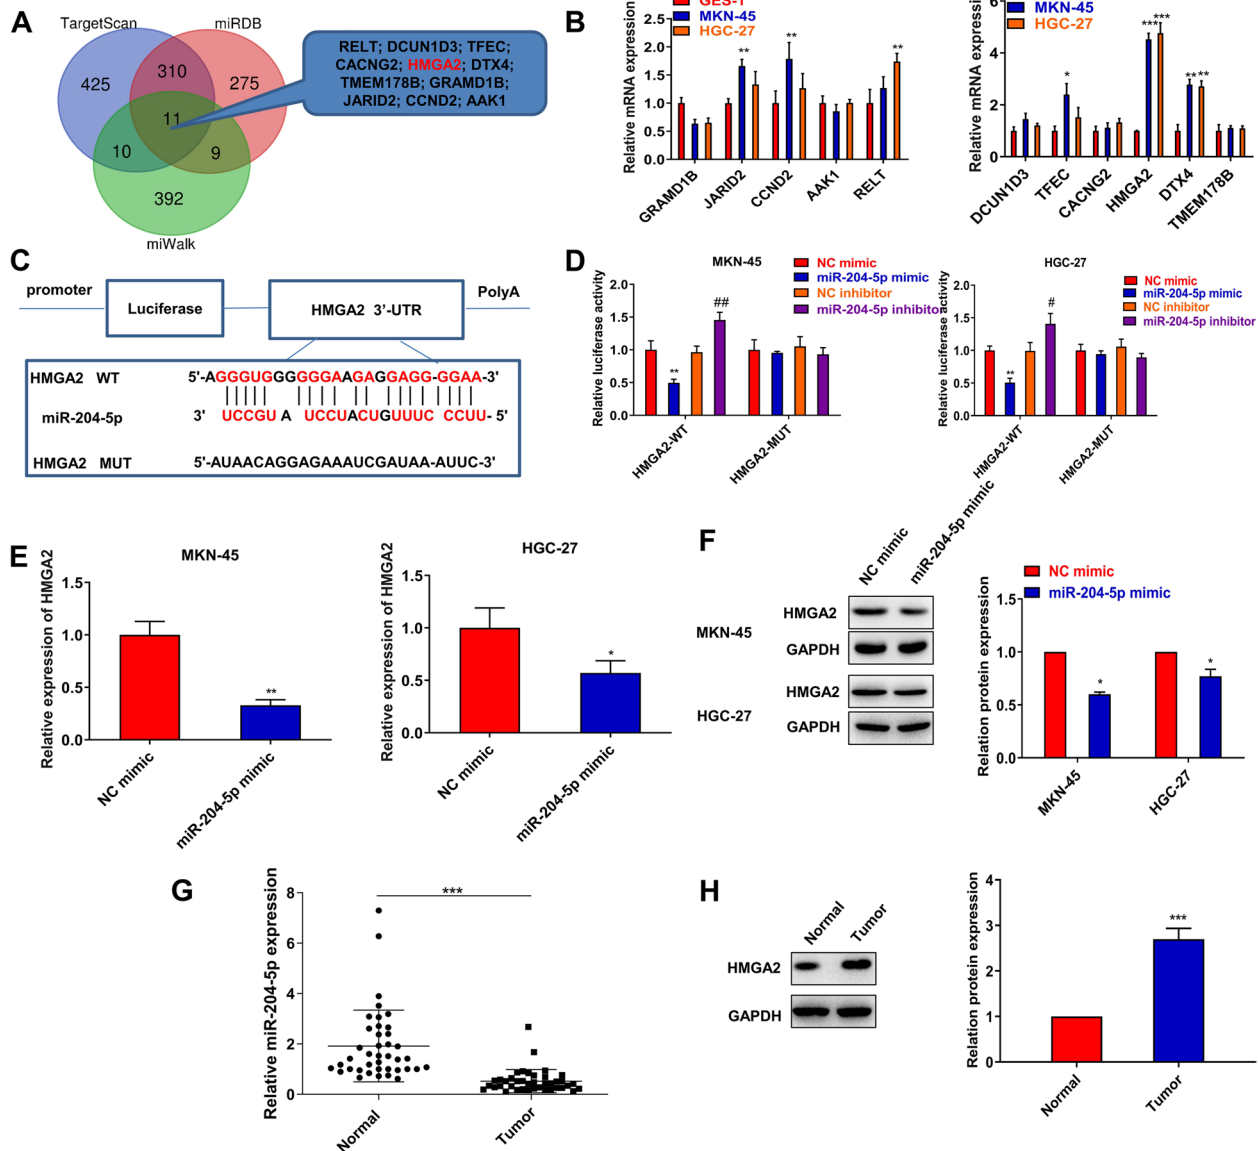 A
TargetScan
miRDB
425
310
275
11
10
9
392
miWalk
RELT; DCUN1D3; TFEC;
CACNG2; HMGA2; DTX4;
TMEM178B; GRAMD1B;
JARID2; CCND2; AAK1
B
Relative mRNA expression
GES-1
MKN-45
HGC-27
2.5
2.0
1.5
1.0
0.5
0.0
**
**
**
GRAMD1B
JARID2
CCND2
AAK1
RELT
Relative mRNA expression
MKN-45
HGC-27
6
4
2
0
*
***
***
**
**
DCUN1D3
TFEC
CACNG2
HMGA2
DTX4
TMEM178B
C
promoter
Luciferase
HMGA2 3'-UTR
PolyA
HMGA2 WT 5'-AGGGUGGGGGGAAGAGGAGG-GGAA-3'
miR-204-5p 3' UCCGU A UCCUACUGUUUC CCUU- 5'
HMGA2 MUT 5'-AUAACAGGAGAAAUCGAUAA-AUUC-3'
D
MKN-45
NC mimic
miR-204-5p mimic
NC inhibitor
miR-204-5p inhibitor
Relative luciferase activity
2.0
1.5
1.0
0.5
0.0
**
##
HMGA2-WT
HMGA2-MUT
HGC-27
NC mimic
miR-204-5p mimic
NC inhibitor
miR-204-5p inhibitor
Relative luciferase activity
2.0
1.5
1.0
0.5
0.0
**
#
HMGA2-WT
HMGA2-MUT
E
MKN-45
Relative expression of HMGA2
1.5
1.0
0.5
0.0
**
NC mimic
miR-204-5p mimic
HGC-27
Relative expression of HMGA2
1.5
1.0
0.5
0.0
*
NC mimic
miR-204-5p mimic
F
NC mimic
miR-204-5p mimic
MKN-45
HMGA2
GAPDH
HGC-27
HMGA2
GAPDH
NC mimic
miR-204-5p mimic
Relation protein expression
1.5
1.0
0.5
0.0
*
*
MKN-45
HGC-27
G
Relative miR-204-5p expression
8
6
4
2
0
***
Normal
Tumor
H
Normal
Tumor
HMGA2
GAPDH
Relation protein expression
4
3
2
1
0
***
Normal
Tumor